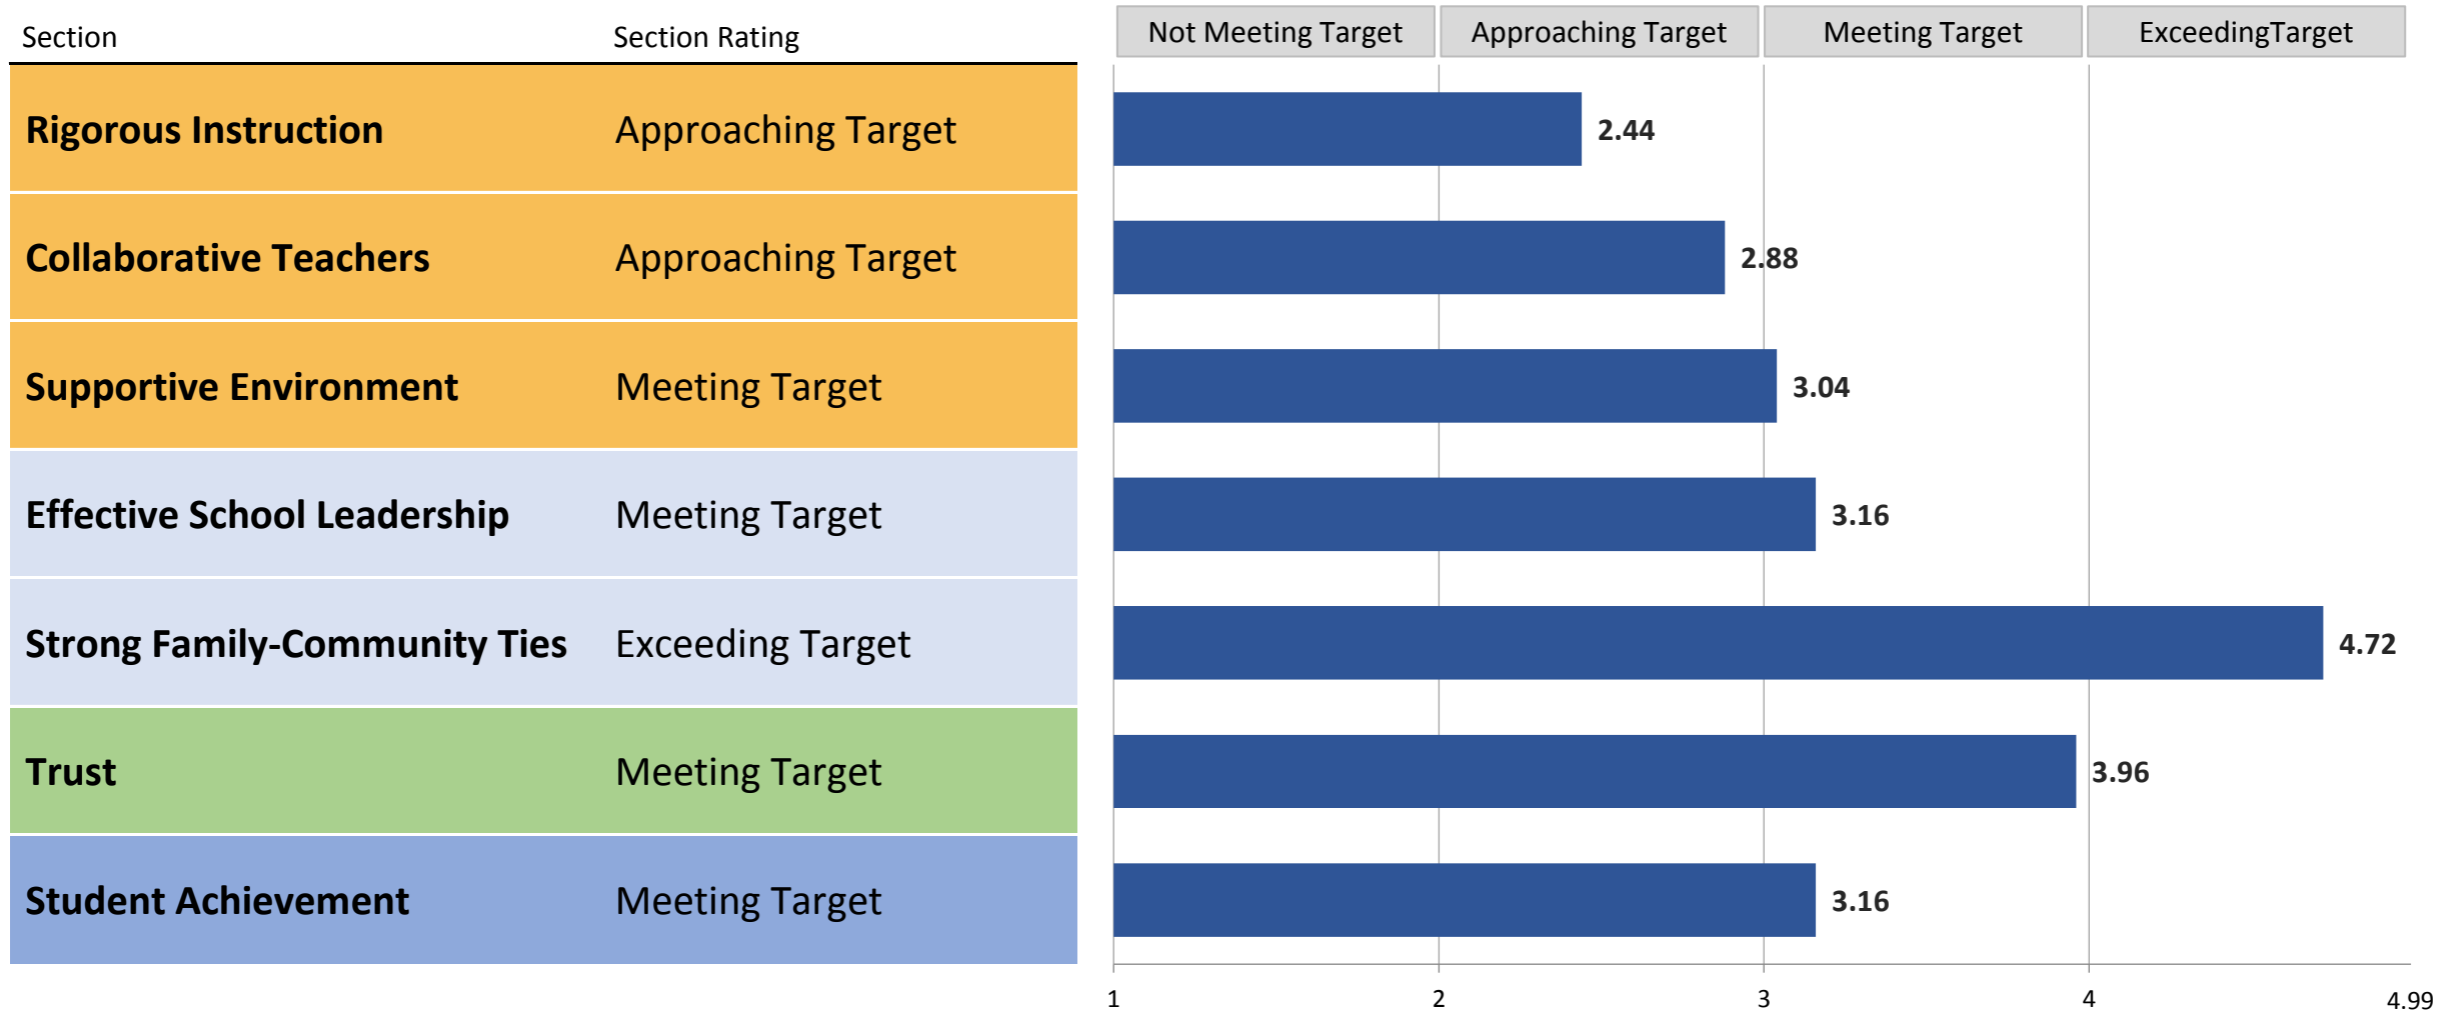 Section Section Rating Not Meeting Target Approaching Target Meeting Target ExceedingTarget
Rigorous Instruction Approaching Target 2.44
Collaborative Teachers Approaching Target 2.88
Supportive Environment Meeting Target 3.04
Effective School Leadership Meeting Target 3.16
Strong Family-Community Ties Exceeding Target 4.72
Trust Meeting Target 3.96
Student Achievement Meeting Target 3.16
1 2 3 4 4.99